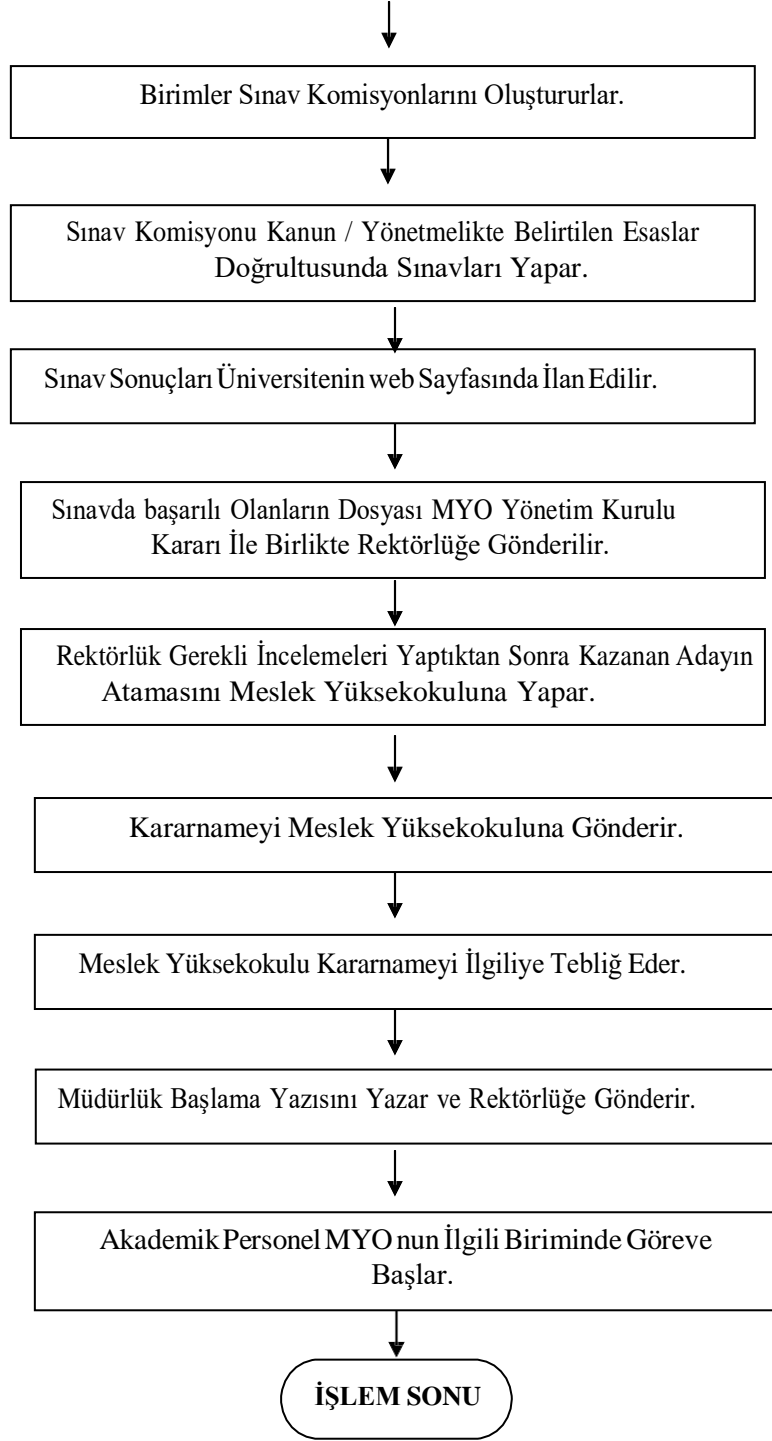 Birimler Sınav Komisyonlarını Oluştururlar.
Sınav Komisyonu Kanun / Yönetmelikte Belirtilen Esaslar
Doğrultusunda Sınavları Yapar.
Sınav Sonuçları Üniversitenin web Sayfasında İlan Edilir.
Sınavda başarılı Olanların Dosyası MYO Yönetim Kurulu
Kararı İle Birlikte Rektörlüğe Gönderilir.
Rektörlük Gerekli İncelemeleri Yaptıktan Sonra Kazanan Adayın
Atamasını Meslek Yüksekokuluna Yapar.
Kararnameyi Meslek Yüksekokuluna Gönderir.
Meslek Yüksekokulu Kararnameyi İlgiliye Tebliğ Eder.
Müdürlük Başlama Yazısını Yazar ve Rektörlüğe Gönderir.
Akademik Personel MYO nun İlgili Biriminde Göreve
Başlar.
İŞLEM SONU